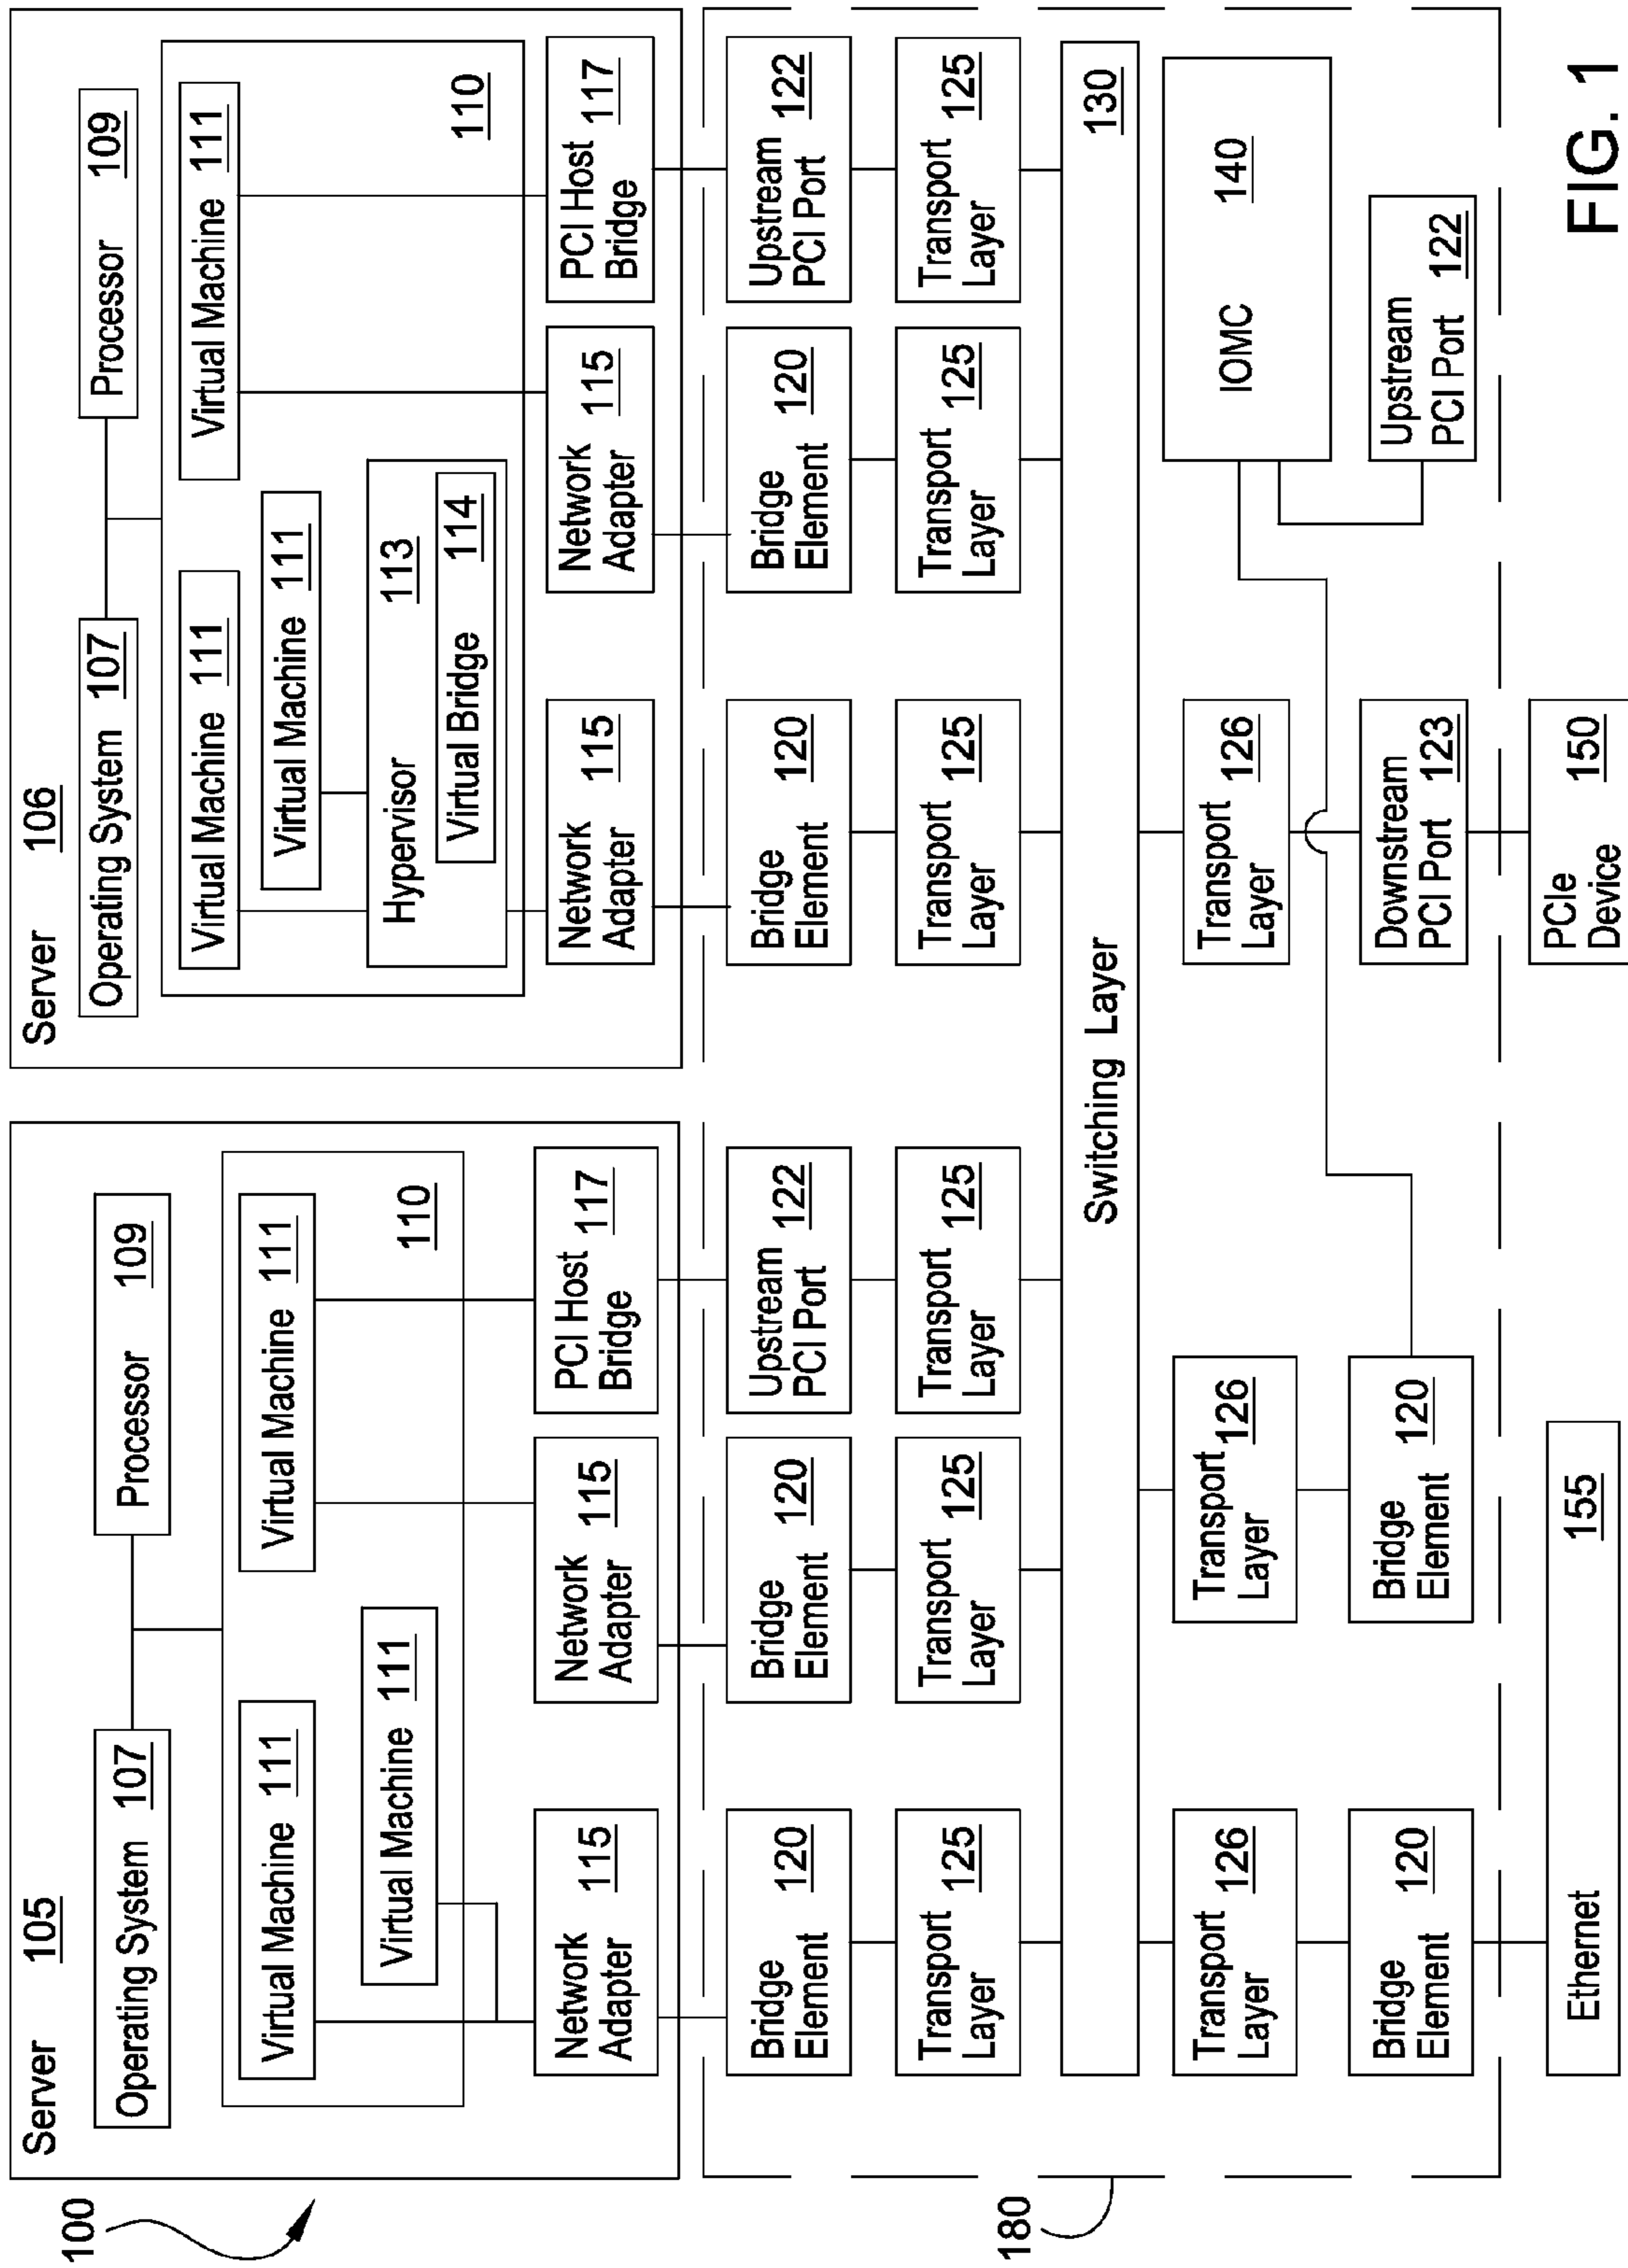 100
Server 105
Operating System 107
Processor 109
Virtual Machine 111
Virtual Machine 111
Virtual Machine 111
110
Network
Adapter 115
Network
Adapter 115
PCI Host
Bridge 117
Server 106
Operating System 107
Processor 109
Virtual Machine 111
Virtual Machine 111
Virtual Machine 111
Hypervisor 113
Virtual Bridge 114
110
Network
Adapter 115
Network
Adapter 115
PCI Host
Bridge 117
180
Bridge
Element 120
Bridge
Element 120
Upstream
PCI Port 122
Bridge
Element 120
Bridge
Element 120
Upstream
PCI Port 122
Transport
Layer 125
Transport
Layer 125
Transport
Layer 125
Transport
Layer 125
Transport
Layer 125
Transport
Layer 125
Switching Layer 130
Transport
Layer 126
Transport
Layer 126
Transport
Layer 126
IOMC 140
Bridge
Element 120
Bridge
Element 120
Downstream
PCI Port 123
Upstream
PCI Port 122
Ethernet 155
PCIe
Device 150
FIG. 1